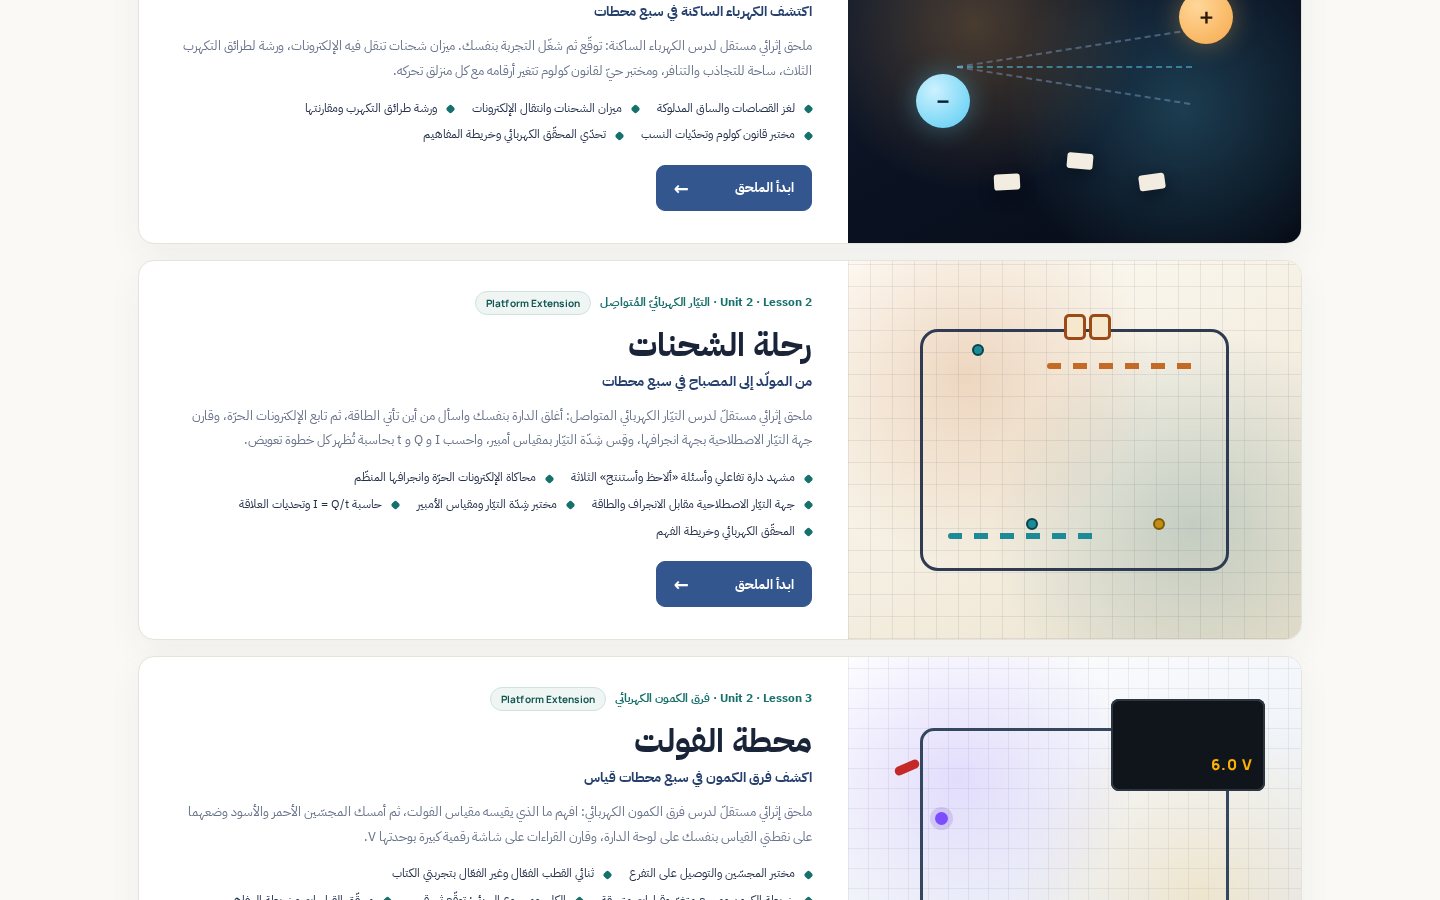 اكتشف الكهرباء الساكنة في سبع محطات
ملحق إثرائي مستقل لدرس الكهرباء الساكنة: توقّع ثم شغّل التجربة بنفسك. ميزان شحنات تنقل فيه الإلكترونات، ورشة لطرائق التكهرب
الثلاث، ساحة للتجاذب والتنافر، ومختبر حيّ لقانون كولوم تتغير أرقامه مع كل منزلق تحركه.
لغز القصاصات والساق المدلوكة
ميزان الشحنات وانتقال الإلكترونات
ورشة طرائق التكهرب ومقارنتها
مختبر قانون كولوم وتحدّيات النسب
تحدّي المحقّق الكهربائي وخريطة المفاهيم
ابدأ الملحق ←
+
−
Unit 2 · Lesson 2 · التيّار الكهربائيّ المُتواصِل
Platform Extension
رحلة الشحنات
من المولّد إلى المصباح في سبع محطات
ملحق إثرائي مستقلّ لدرس التيّار الكهربائي المتواصل: أغلق الدارة بنفسك واسأل من أين تأتي الطاقة، ثم تابع الإلكترونات الحرّة، وقارن
جهة التيّار الاصطلاحية بجهة انجرافها، وقِس شِدّة التيّار بمقياس أمبير، واحسب I و Q و t بحاسبة تُظهر كل خطوة تعويض.
مشهد دارة تفاعلي وأسئلة «ألاحظ وأستنتج» الثلاثة
محاكاة الإلكترونات الحرّة وانجرافها المنظّم
جهة التيّار الاصطلاحية مقابل الانجراف والطاقة
مختبر شِدّة التيّار ومقياس الأمبير
حاسبة I = Q/t وتحديات العلاقة
المحقّق الكهربائي وخريطة الفهم
ابدأ الملحق ←
Unit 2 · Lesson 3 · فرق الكمون الكهربائي
Platform Extension
محطة الفولت
اكشف فرق الكمون في سبع محطات قياس
ملحق إثرائي مستقلّ لدرس فرق الكمون الكهربائي: افهم ما الذي يقيسه مقياس الفولت، ثم أمسك المجسّين الأحمر والأسود وضعهما
على نقطتي القياس بنفسك على لوحة الدارة، وقارن القراءات على شاشة رقمية كبيرة بوحدتها V.
مختبر المجسّين والتوصيل على التفرع
ثنائي القطب الفعّال وغير الفعّال بتجربتي الكتاب
6.0 V